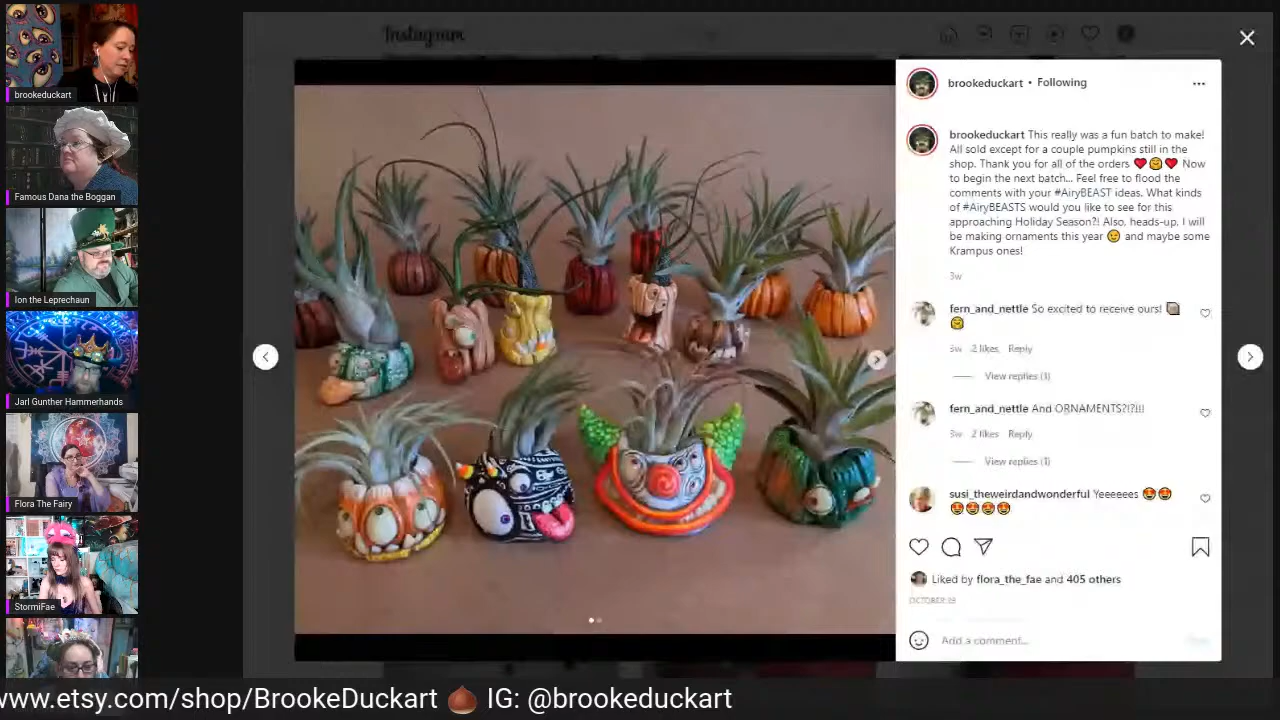 Instagram
brookeduckart
Famous Dana the Boggan
Ion the Leprechaun
Jarl Gunther Hammerhands
Flora The Fairy
StormiFae
brookeduckart • Following
brookeduckart This really was a fun batch to make!
All sold except for a couple pumpkins still in the
shop. Thank you for all of the orders ❤️🤗❤️ Now
to begin the next batch... Feel free to flood the
comments with your #AiryBEAST ideas. What kinds
of #AiryBEASTS would you like to see for this
approaching Holiday Season?! Also, heads-up, I will
be making ornaments this year 😉 and maybe some
Krampus ones!
3w
fern_and_nettle So excited to receive ours!
🤗
3w 2 likes Reply
View replies (1)
fern_and_nettle And ORNAMENTS?!?!!!
3w 2 likes Reply
View replies (1)
susi_theweirdandwonderful Yeeeeees 🤩🤩
🤩🤩🤩🤩
Liked by flora_the_fae and 405 others
Add a comment...
www.etsy.com/shop/BrookeDuckart 🌰 IG: @brookeduckart